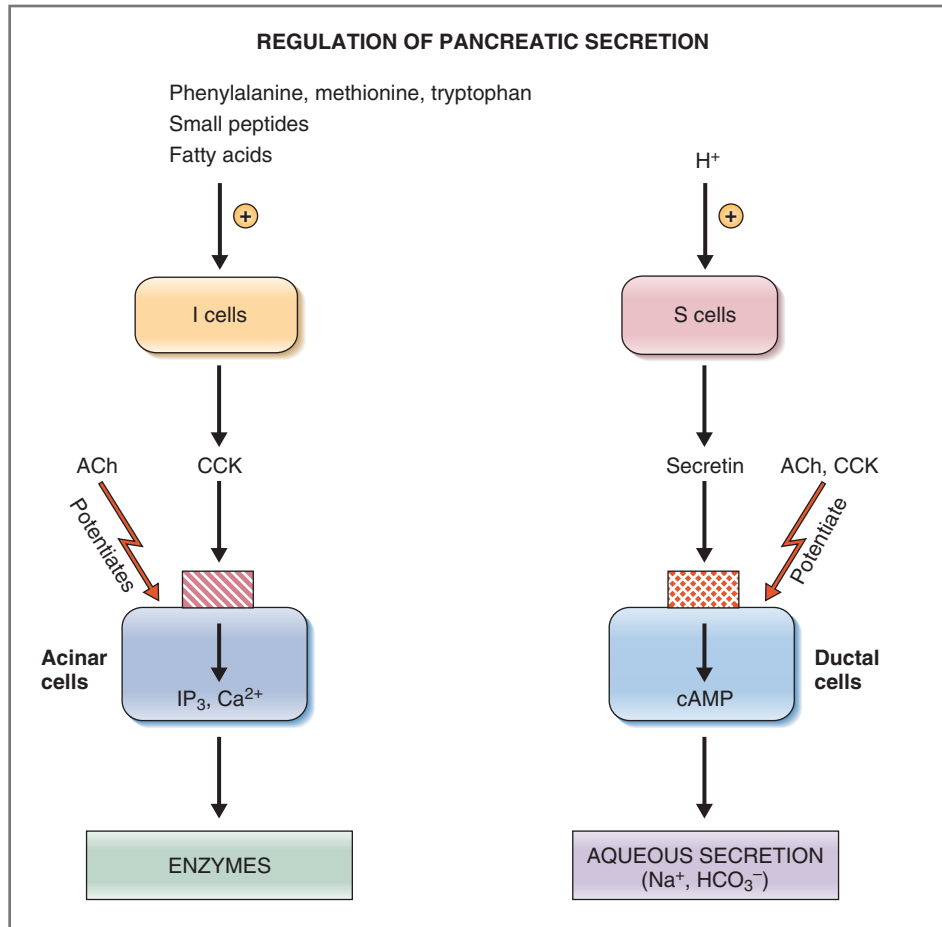 REGULATION OF PANCREATIC SECRETION
Phenylalanine, methionine, tryptophan
Small peptides
Fatty acids
H⁺
+
+
I cells
S cells
ACh
CCK
Secretin
ACh, CCK
Potentiates
Potentiate
Acinar
cells
IP₃, Ca²⁺
cAMP
Ductal
cells
ENZYMES
AQUEOUS SECRETION
(Na⁺, HCO₃⁻)